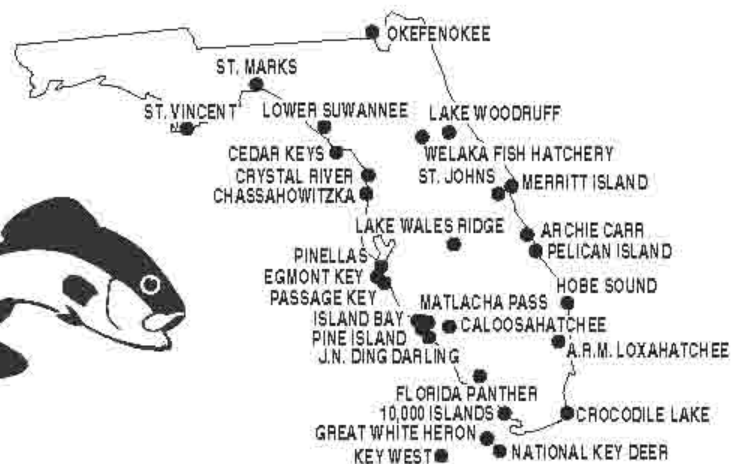 OKEFENOKEE
ST. MARKS
ST. VINCENT
LOWER SUWANNEE
LAKE WOODRUFF
CEDAR KEYS
WELAKA FISH HATCHERY
CRYSTAL RIVER
ST. JOHNS
MERRITT ISLAND
CHASSAHOWITZKA
LAKE WALES RIDGE
ARCHIE CARR
PELICAN ISLAND
PINELLAS
EGMONT KEY
PASSAGE KEY
HOBE SOUND
MATLACHA PASS
ISLAND BAY
CALOOSAHATCHEE
PINE ISLAND
A.R.M. LOXAHATCHEE
J.N. DING DARLING
FLORIDA PANTHER
10,000 ISLANDS
CROCODILE LAKE
GREAT WHITE HERON
NATIONAL KEY DEER
KEY WEST